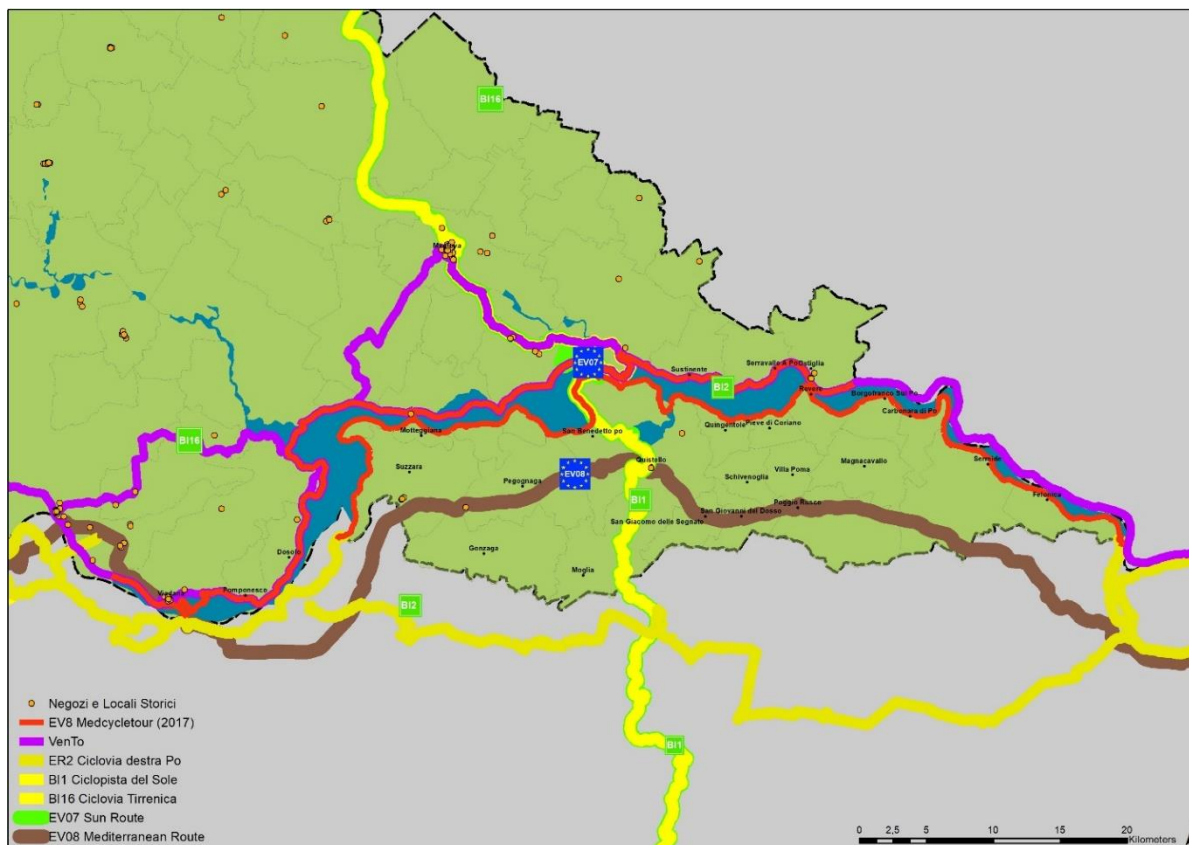 BI16
Mantova
EV07
Sustinente
Serravalle A Po
Ostiglia
BI2
Revere
Borgofranco Sul Po
Carbonara di Po
BI16
Motteggiana
San Benedetto po
Quingentole
Pieve di Coriano
Suzzara
Pegognaga
EV08
Quistello
Schivenoglia
Villa Poma
Magnacavallo
Sermide
Felonica
BI1
San Giacomo delle Segnate
San Giovanni del Dosso
Poggio Rusco
Gonzaga
Dosolo
Moglia
Viadana
Pomponesco
BI2
BI1
Negozi e Locali Storici
EV8 Medcycletour (2017)
VenTo
ER2 Ciclovia destra Po
BI1 Ciclopista del Sole
BI16 Ciclovia Tirrenica
EV07 Sun Route
EV08 Mediterranean Route
0 2,5 5 10 15 20
Kilometers